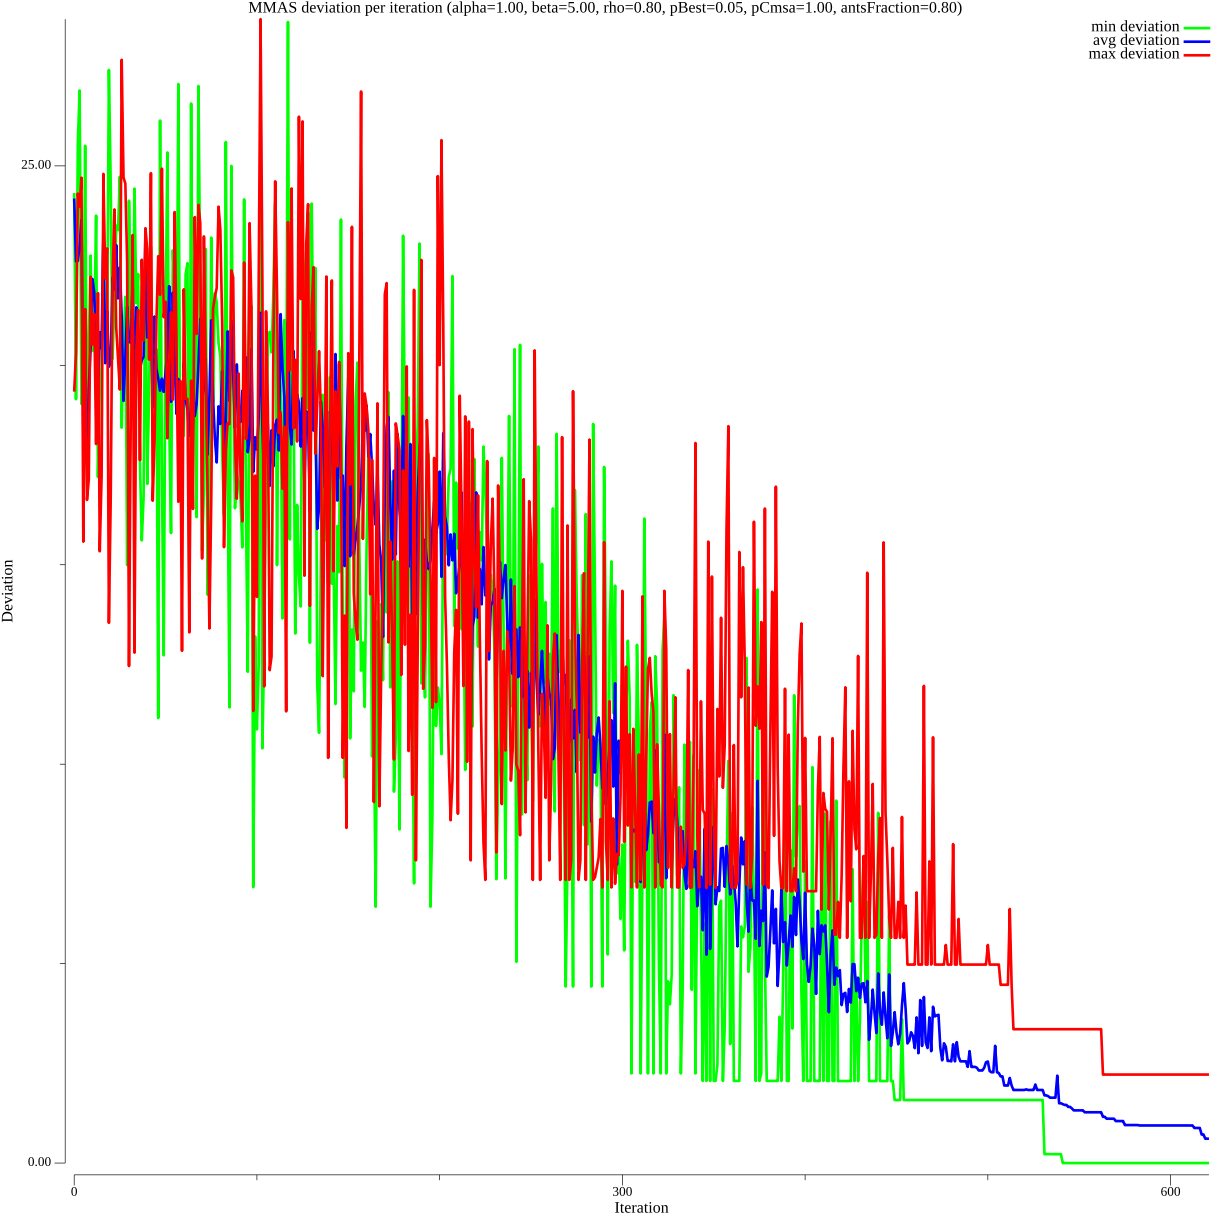 MMAS deviation per iteration (alpha=1.00, beta=5.00, rho=0.80, pBest=0.05, pCmsa=1.00, antsFraction=0.80)
min deviation
avg deviation
max deviation
25.00
Deviation
0.00
0
300
600
Iteration